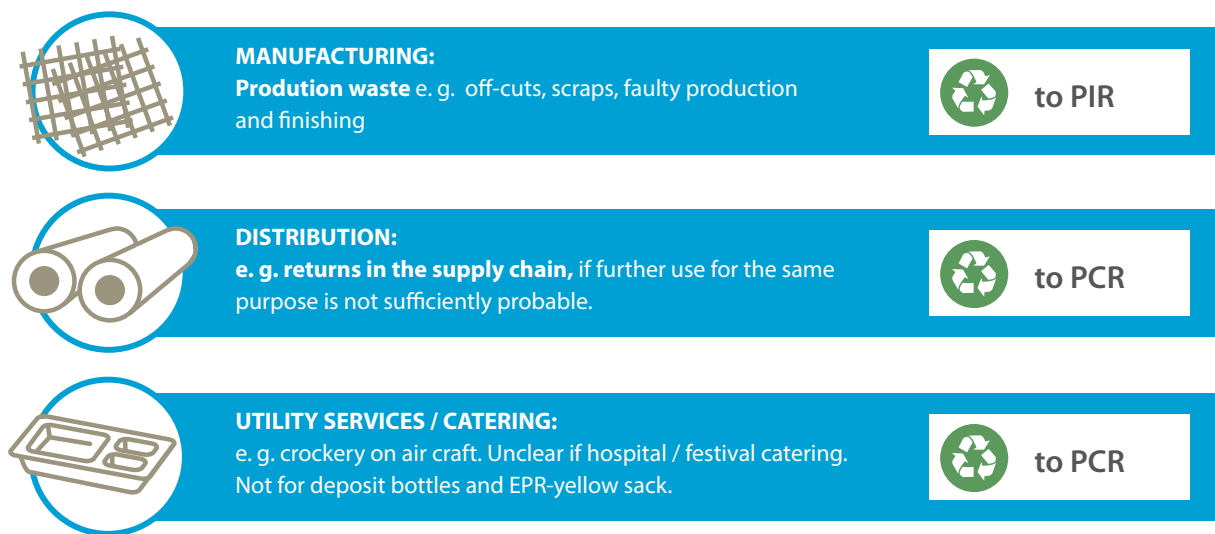 MANUFACTURING:
Prodution waste e. g. off-cuts, scraps, faulty production
and finishing
to PIR
DISTRIBUTION:
e. g. returns in the supply chain, if further use for the same
purpose is not sufficiently probable.
to PCR
UTILITY SERVICES / CATERING:
e. g. crockery on air craft. Unclear if hospital / festival catering.
Not for deposit bottles and EPR-yellow sack.
to PCR